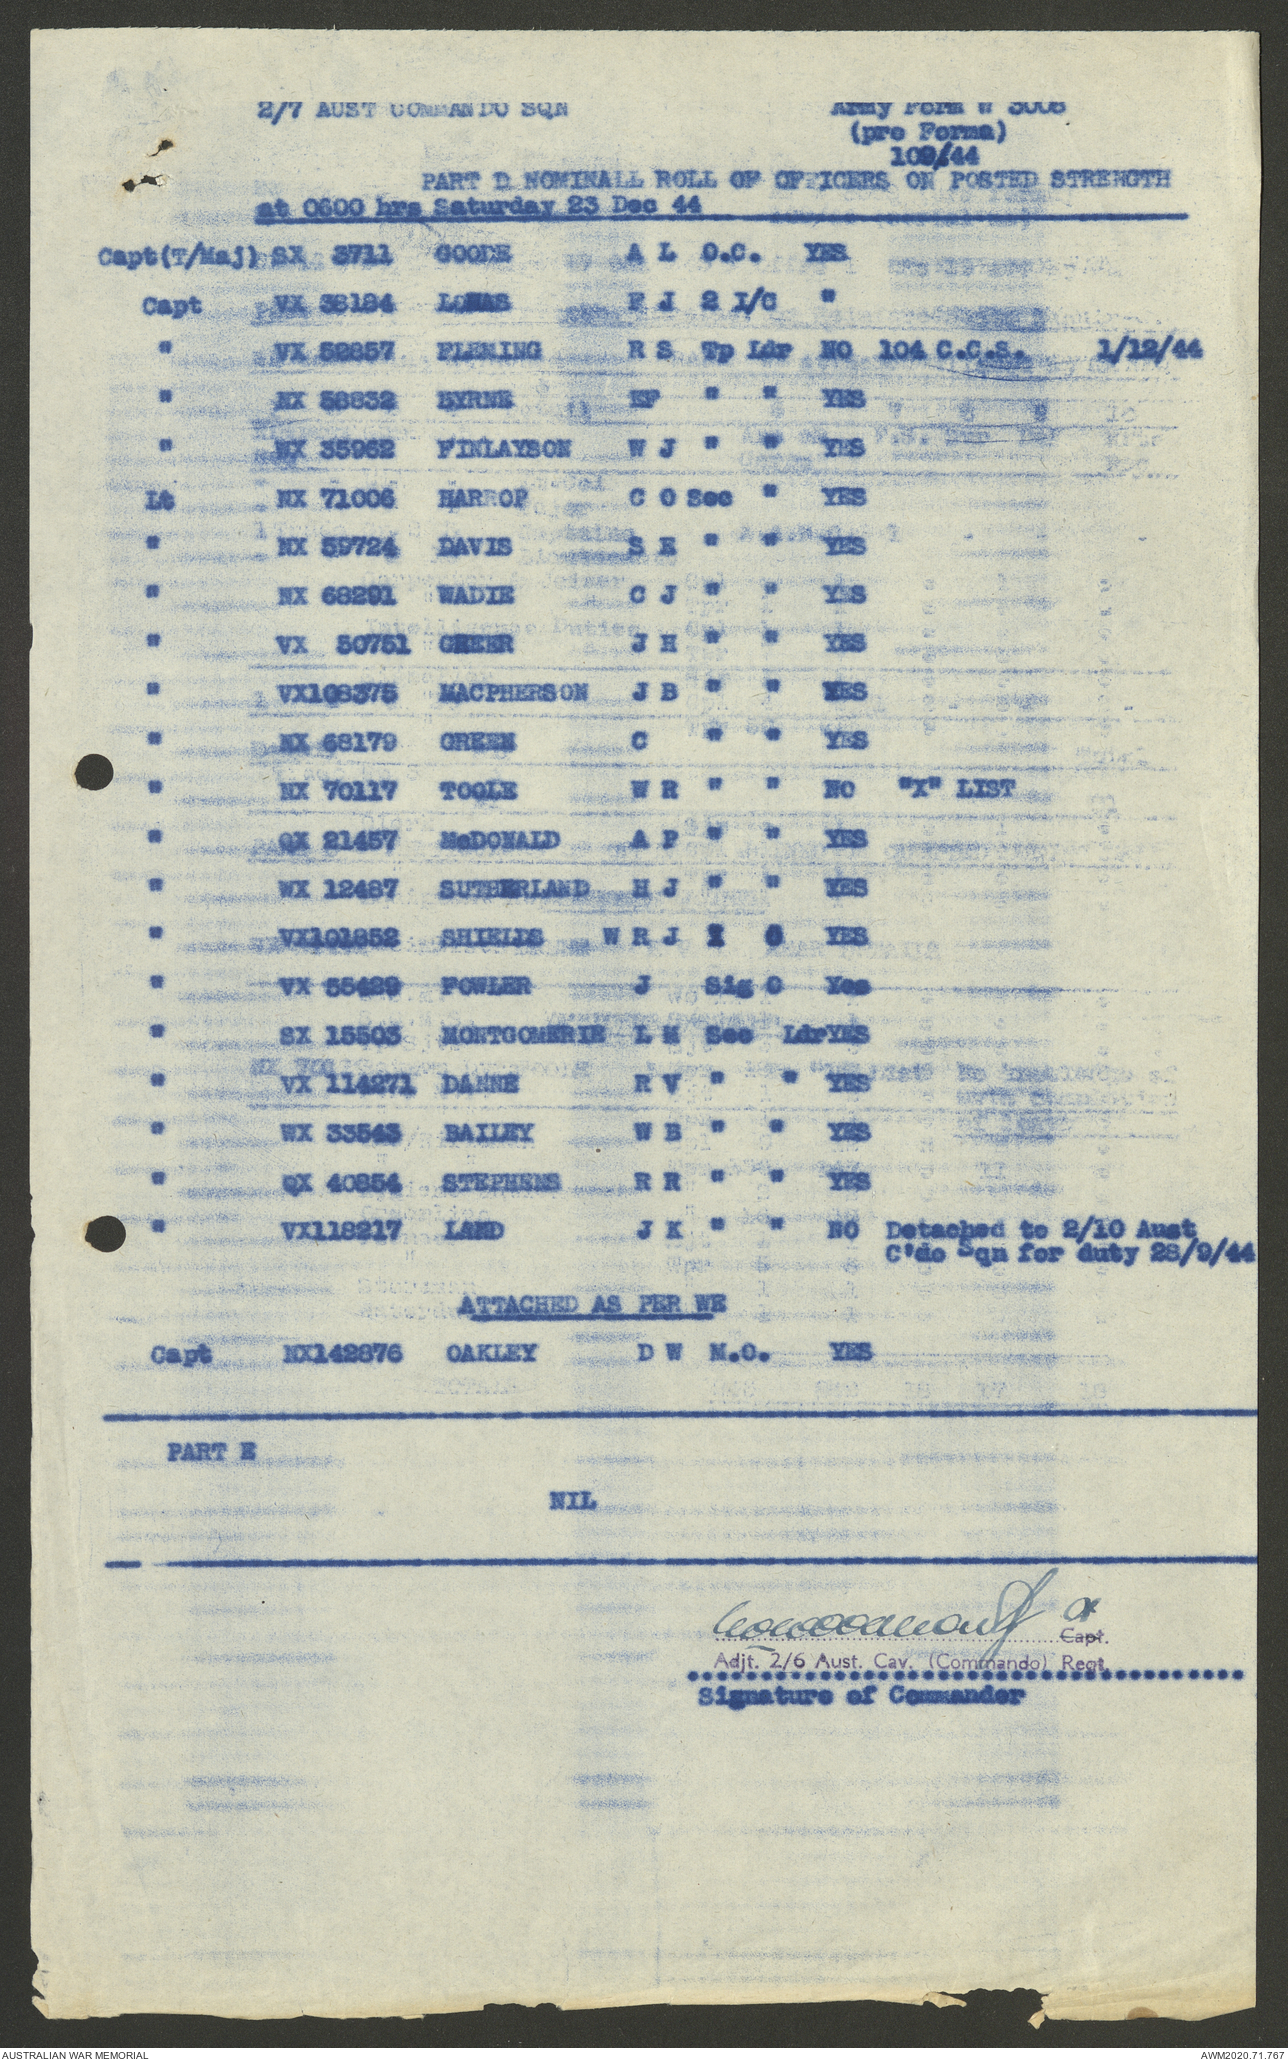 2/7 AUST COMMANDO SQN Army Form W 3008
(pro Forma)
109/44
PART D NOMINALL ROLL OF OFFICERS ON POSTED STRENGTH
at 0600 hrs Saturday 23 Dec 44
Capt(T/Maj) SX 3711 GOODE A L O.C. YES
Capt VX 38184 LOMAS F J 2 I/C "
" VX 52857 FLEMING R S Tp Ldr NO 104 C.C.S. 1/12/44
" NX 58832 BYRNE EF " " YES
" NX 35962 FINLAYSON W J " " YES
Lt NX 71006 HARROP C O Sec " YES
" NX 59724 DAVIS S E " " YES
" NX 68291 WADIE C J " " YES
" VX 50751 GREER J H " " YES
" VX108375 MACPHERSON J B " " YES
" NX 68179 GREEN C " " YES
" NX 70117 TOOLE W R " " NO "X" LIST
" QX 21457 McDONALD A P " " YES
" WX 12487 SUTHERLAND H J " " YES
" VX101852 SHIELDS W R J I O YES
" VX 55429 FOWLER J Sig O Yes
" SX 15503 MONTGOMERIE L M Sec LdrYES
" VX 114271 DANNE R V " " YES
" WX 33543 BAILEY W B " " YES
" QX 40854 STEPHENS R R " " YES
" VX118217 LAND J K " " NO Detached to 2/10 Aust
C'do Sqn for duty 28/9/44
ATTACHED AS PER WE
Capt NX142876 OAKLEY D W M.O. YES
PART E
NIL
Capt.
Adjt. 2/6 Aust. Cav. (Commando) Regt.
Signature of Commander
AUSTRALIAN WAR MEMORIAL AWM2020.71.767